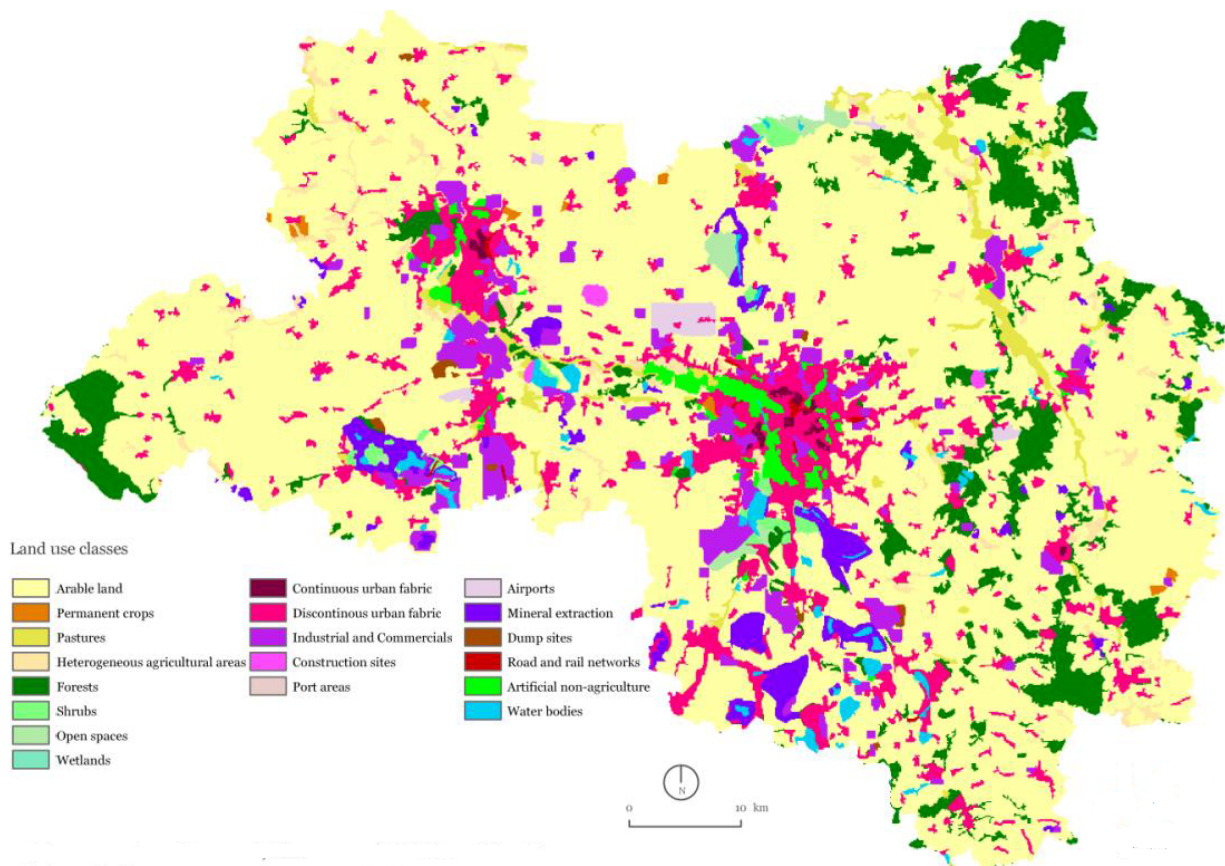 Land use classes
Arable land
Permanent crops
Pastures
Heterogeneous agricultural areas
Forests
Shrubs
Open spaces
Wetlands
Continuous urban fabric
Discontinous urban fabric
Industrial and Commercials
Construction sites
Port areas
Airports
Mineral extraction
Dump sites
Road and rail networks
Artificial non-agriculture
Water bodies
N
0 10 km